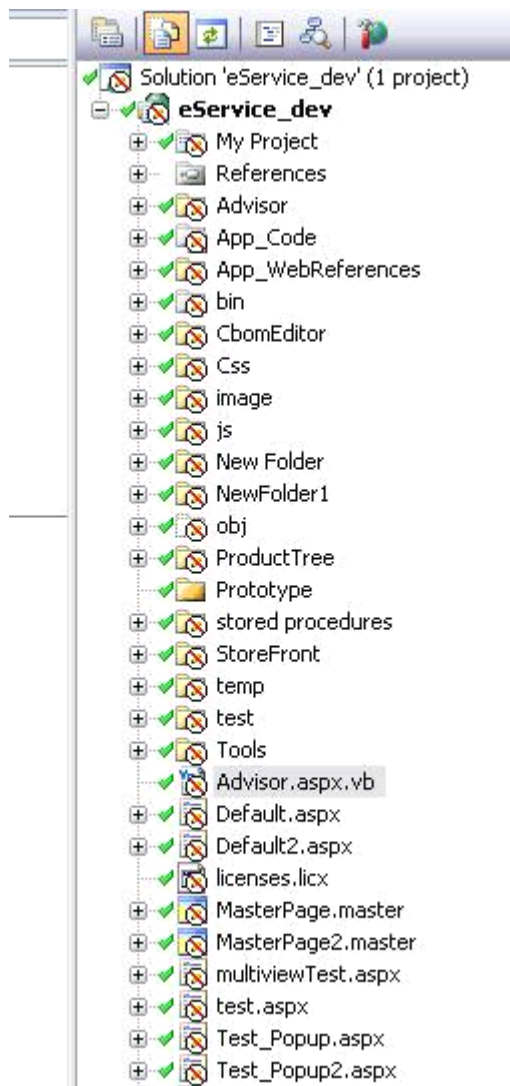 Solution 'eService_dev' (1 project)
eService_dev
My Project
References
Advisor
App_Code
App_WebReferences
bin
CbomEditor
Css
image
js
New Folder
NewFolder1
obj
ProductTree
Prototype
stored procedures
StoreFront
temp
test
Tools
Advisor.aspx.vb
Default.aspx
Default2.aspx
licenses.licx
MasterPage.master
MasterPage2.master
multiviewTest.aspx
test.aspx
Test_Popup.aspx
Test_Popup2.aspx